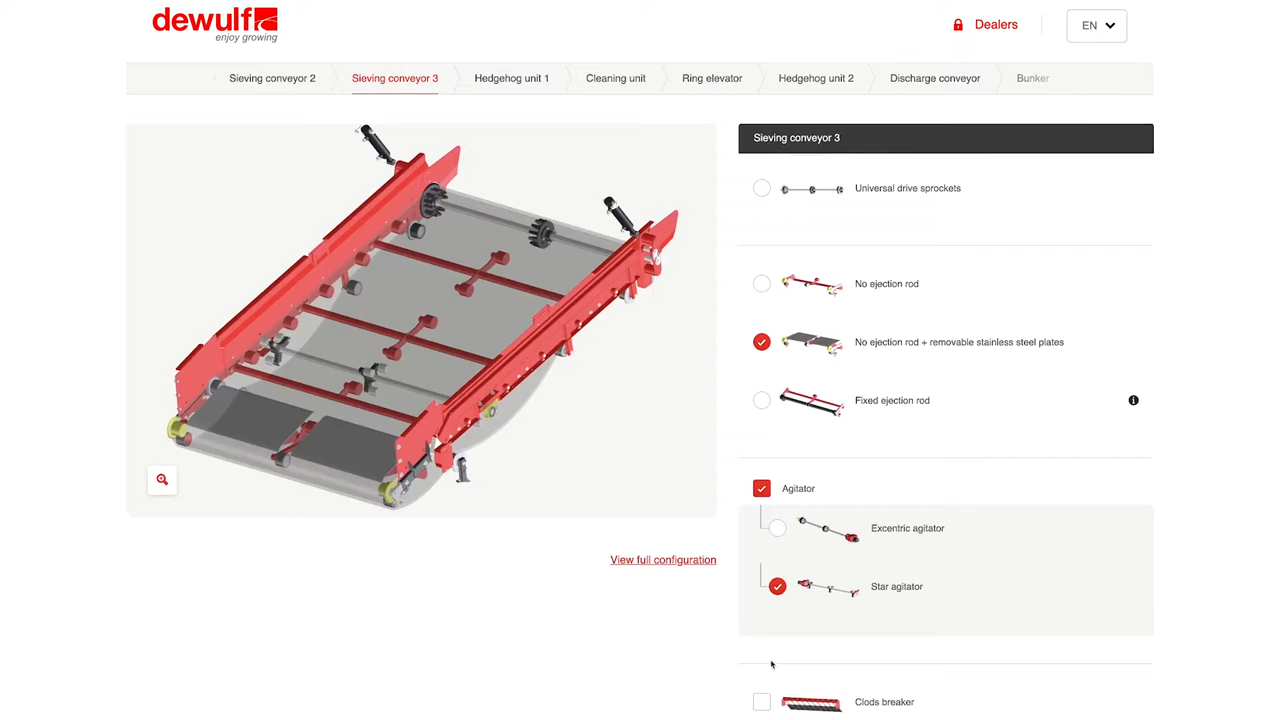 dewulf
enjoy growing
Dealers
EN
Sieving conveyor 2
Sieving conveyor 3
Hedgehog unit 1
Cleaning unit
Ring elevator
Hedgehog unit 2
Discharge conveyor
Bunker
Sieving conveyor 3
Universal drive sprockets
No ejection rod
No ejection rod + removable stainless steel plates
Fixed ejection rod
Agitator
Excentric agitator
Star agitator
Clods breaker
View full configuration